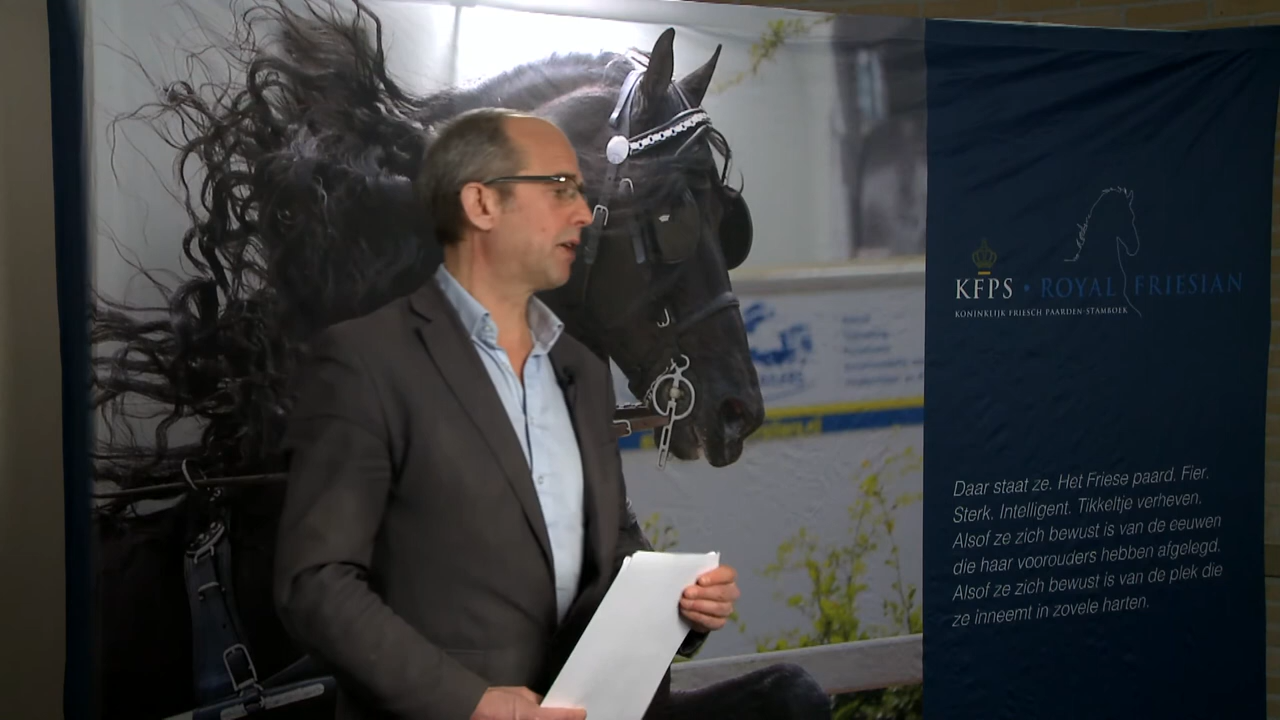 KFPS • ROYAL FRIESIAN
KONINKLIJK FRIESCH PAARDEN-STAMBOEK
Daar staat ze. Het Friese paard. Fier.
Sterk. Intelligent. Tikkeltje verheven.
Alsof ze zich bewust is van de eeuwen
die haar voorouders hebben afgelegd.
Alsof ze zich bewust is van de plek die
ze inneemt in zovele harten.